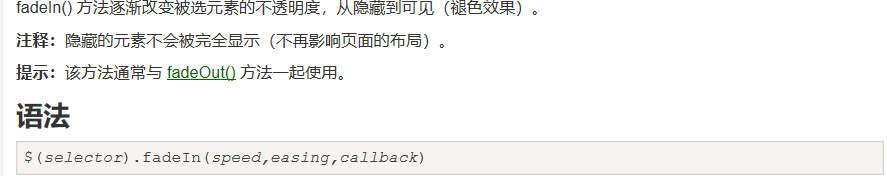 fadeIn() 方法逐渐改变被选元素的不透明度，从隐藏到可见（褪色效果）。
注释：隐藏的元素不会被完全显示（不再影响页面的布局）。
提示：该方法通常与 fadeOut() 方法一起使用。
语法
$(selector).fadeIn(speed,easing,callback)